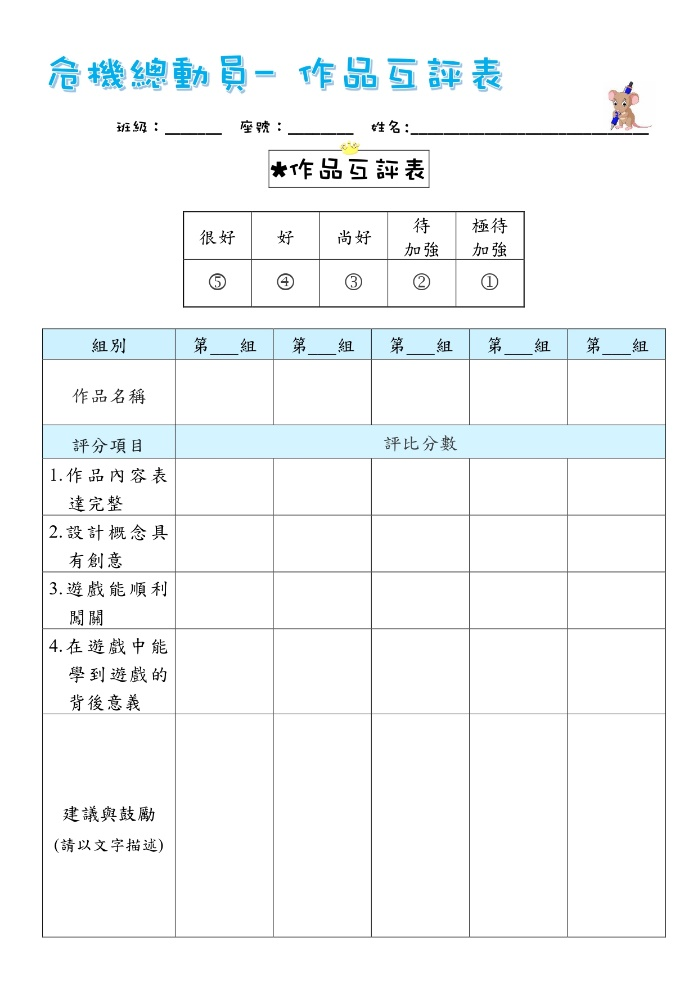 危機總動員- 作品互評表
班級：______ 座號：_______ 姓名:__________________________
*作品互評表
很好 好 尚好 待加強 極待加強
⑤ ④ ③ ② ①
組別 第___組 第___組 第___組 第___組 第___組
作品名稱
評分項目 評比分數
1.作品內容表
達完整
2.設計概念具
有創意
3.遊戲能順利
闖關
4.在遊戲中能
學到遊戲的
背後意義
建議與鼓勵
(請以文字描述)